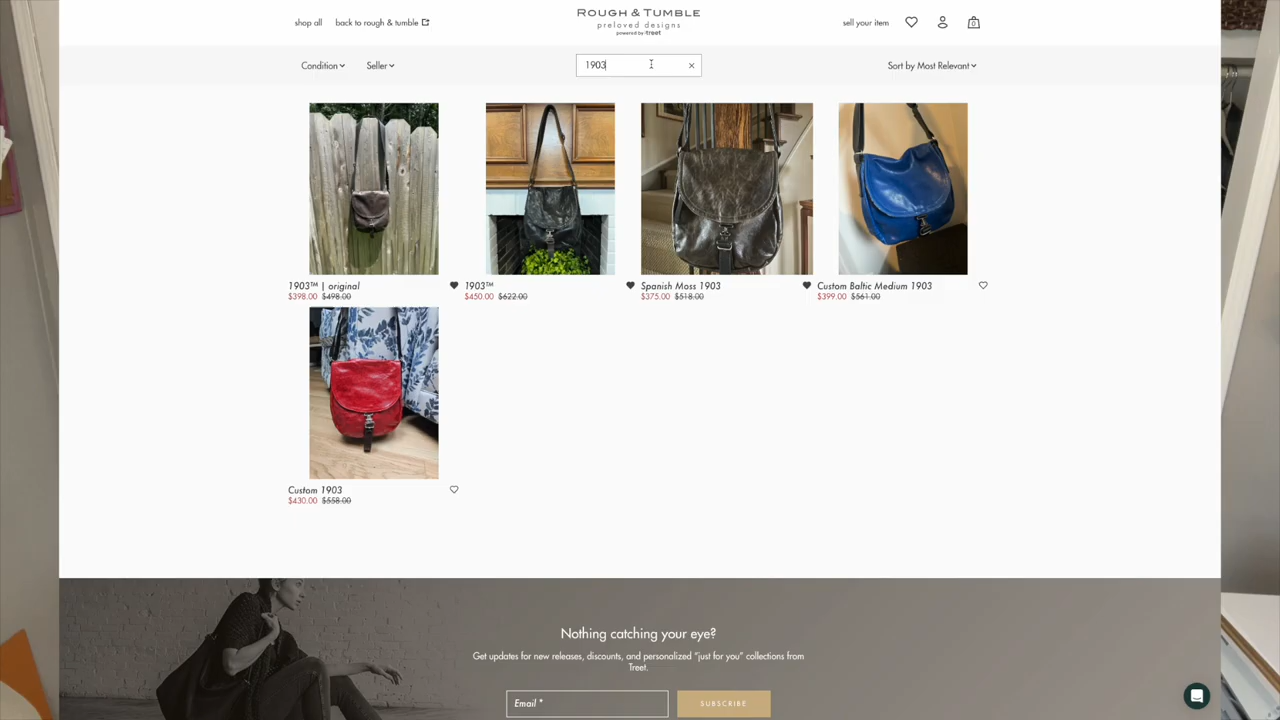 shop all
back to rough & tumble
ROUGH & TUMBLE
preloved designs
powered by treet
sell your item
0
Condition
Seller
1903
Sort by Most Relevant
1903™ | original
$398.00 $498.00
1903™
$450.00 $622.00
Spanish Moss 1903
$375.00 $518.00
Custom Baltic Medium 1903
$399.00 $561.00
Custom 1903
$430.00 $558.00
Nothing catching your eye?
Get updates for new releases, discounts, and personalized “just for you” collections from
Treet.
Email *
SUBSCRIBE